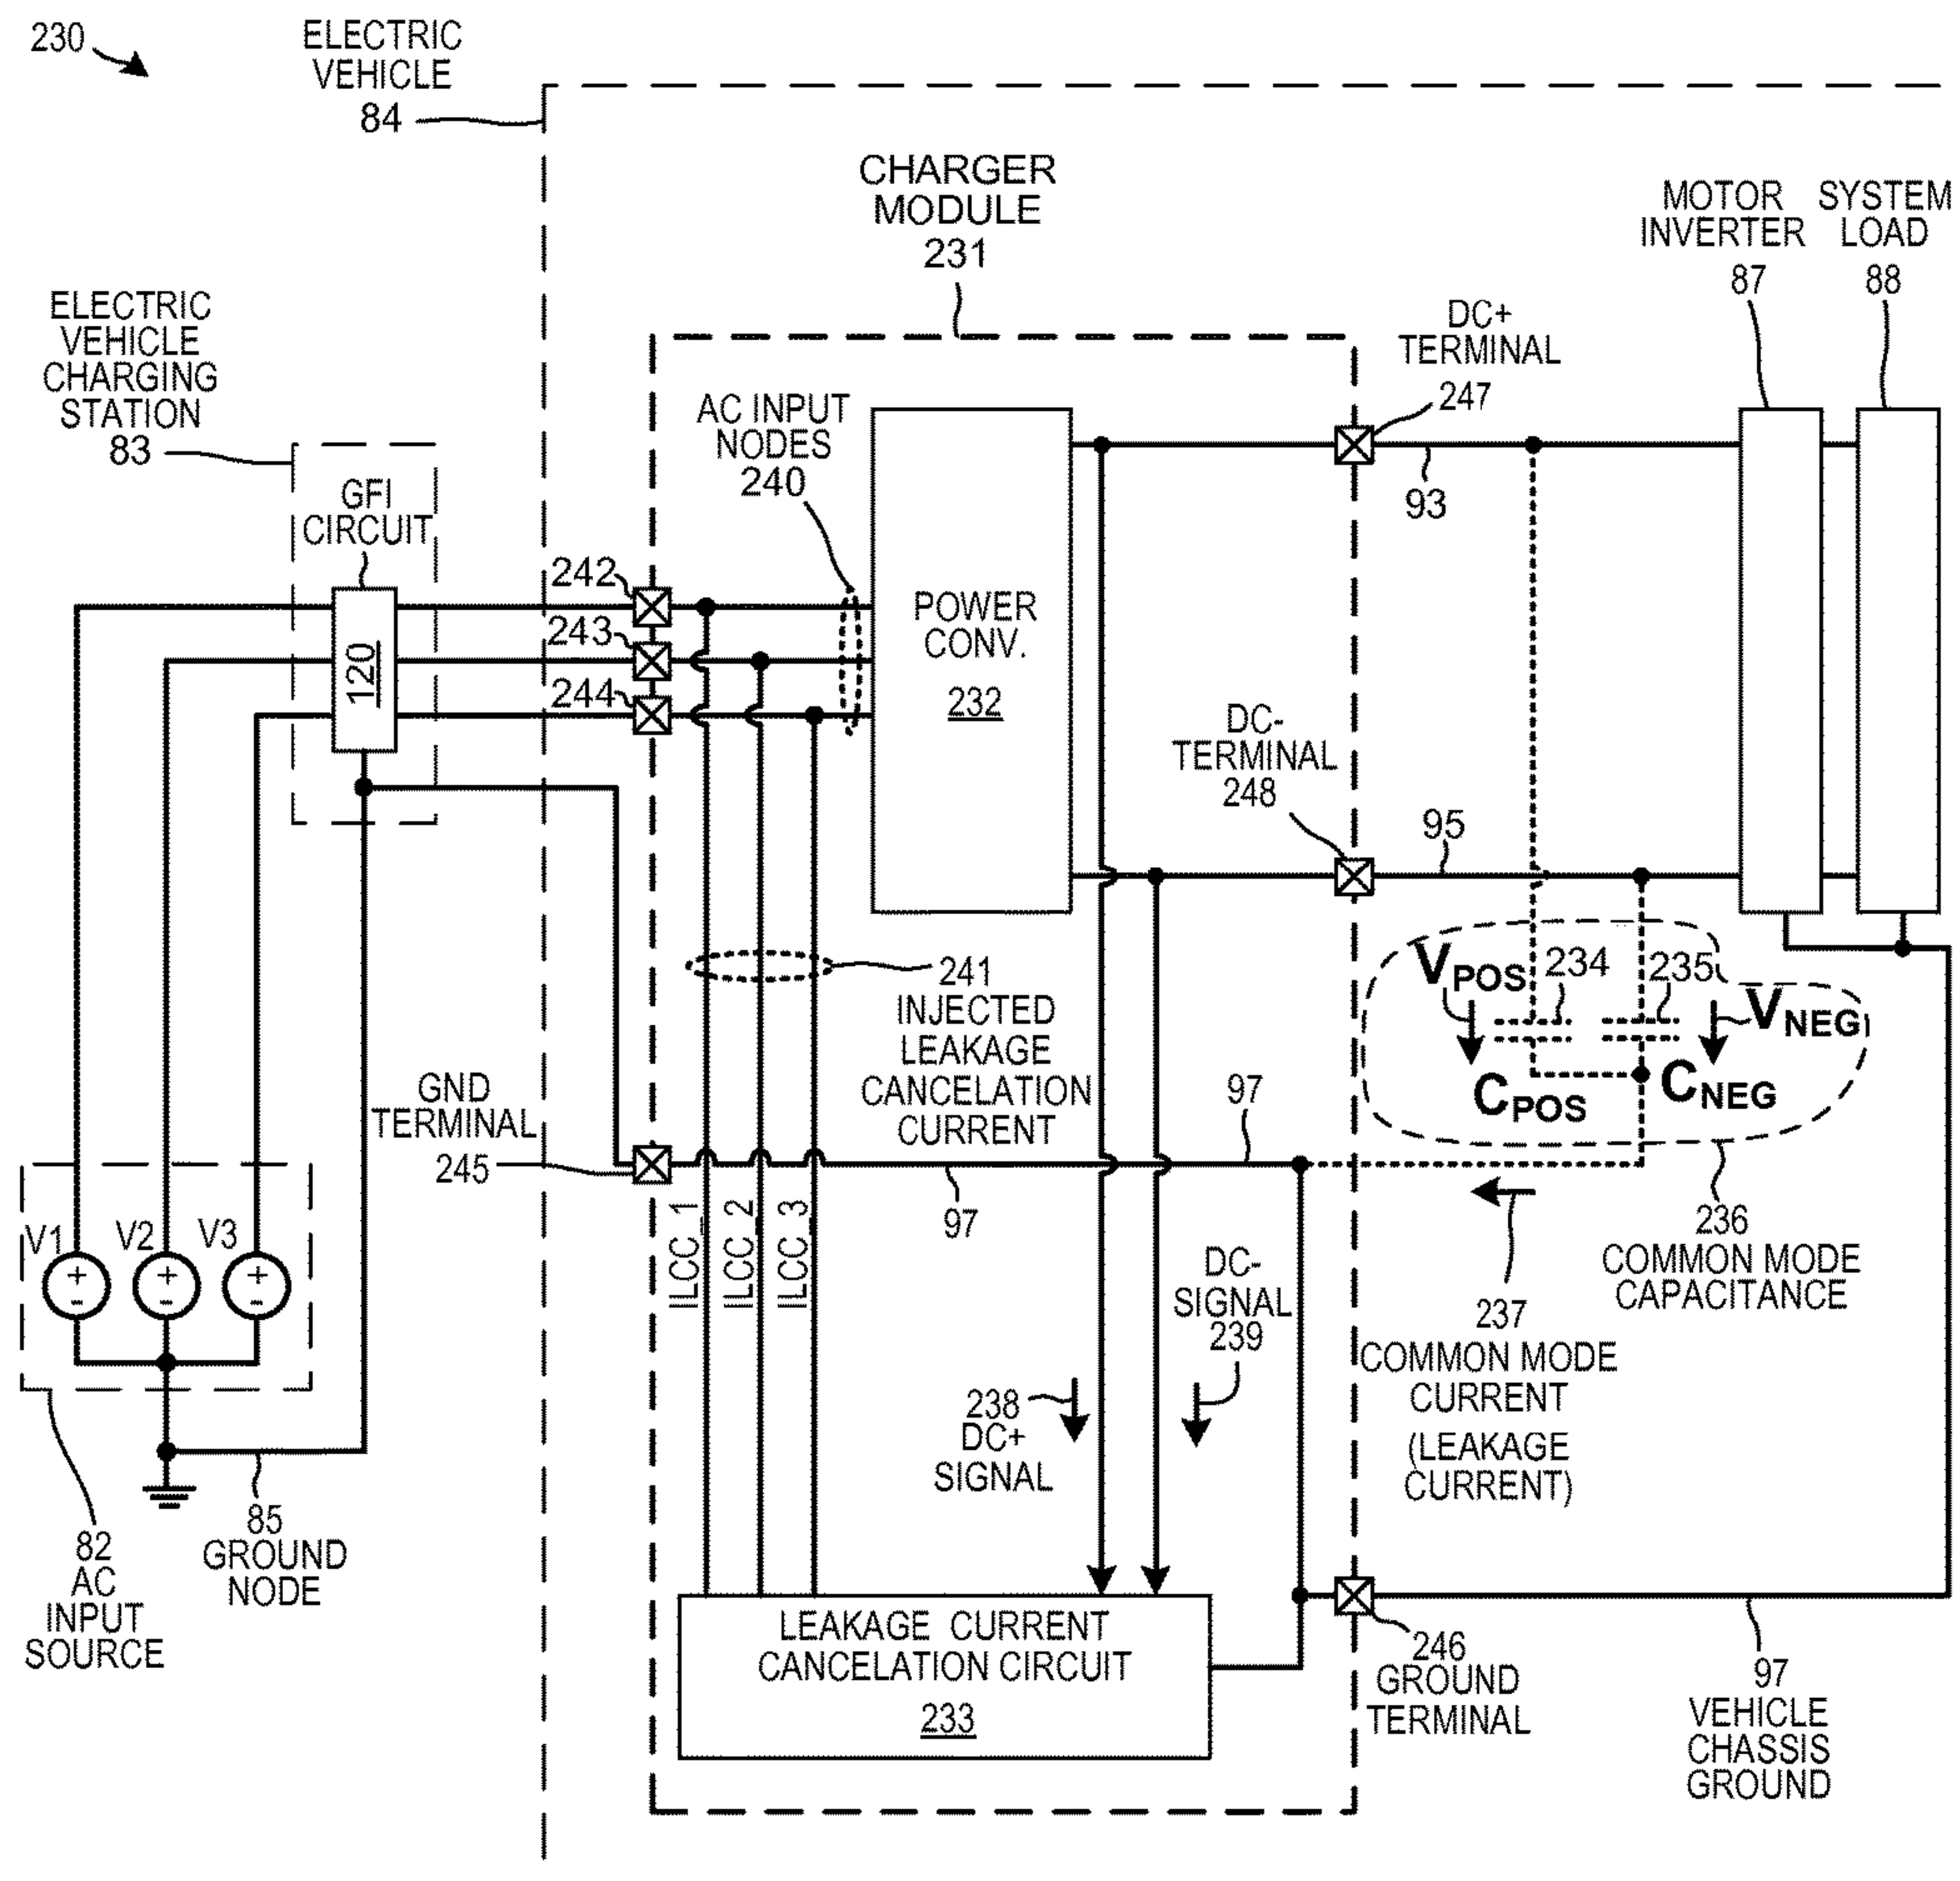 230
ELECTRIC
VEHICLE
84
CHARGER
MODULE
231
MOTOR
INVERTER
87
SYSTEM
LOAD
88
ELECTRIC
VEHICLE
CHARGING
STATION
83
GFI
CIRCUIT
120
AC INPUT
NODES
240
DC+
TERMINAL
247
93
242
243
244
POWER
CONV.
232
DC-
TERMINAL
248
95
241
INJECTED
LEAKAGE
CANCELATION
CURRENT
VPOS
234
235
VNEG
CPOS
CNEG
GND
TERMINAL
245
97
97
236
COMMON MODE
CAPACITANCE
V1
V2
V3
+
-
+
-
+
-
ILCC_1
ILCC_2
ILCC_3
DC-
SIGNAL
239
237
COMMON MODE
CURRENT
(LEAKAGE
CURRENT)
238
DC+
SIGNAL
82
AC
INPUT
SOURCE
85
GROUND
NODE
LEAKAGE CURRENT
CANCELATION CIRCUIT
233
246
GROUND
TERMINAL
97
VEHICLE
CHASSIS
GROUND